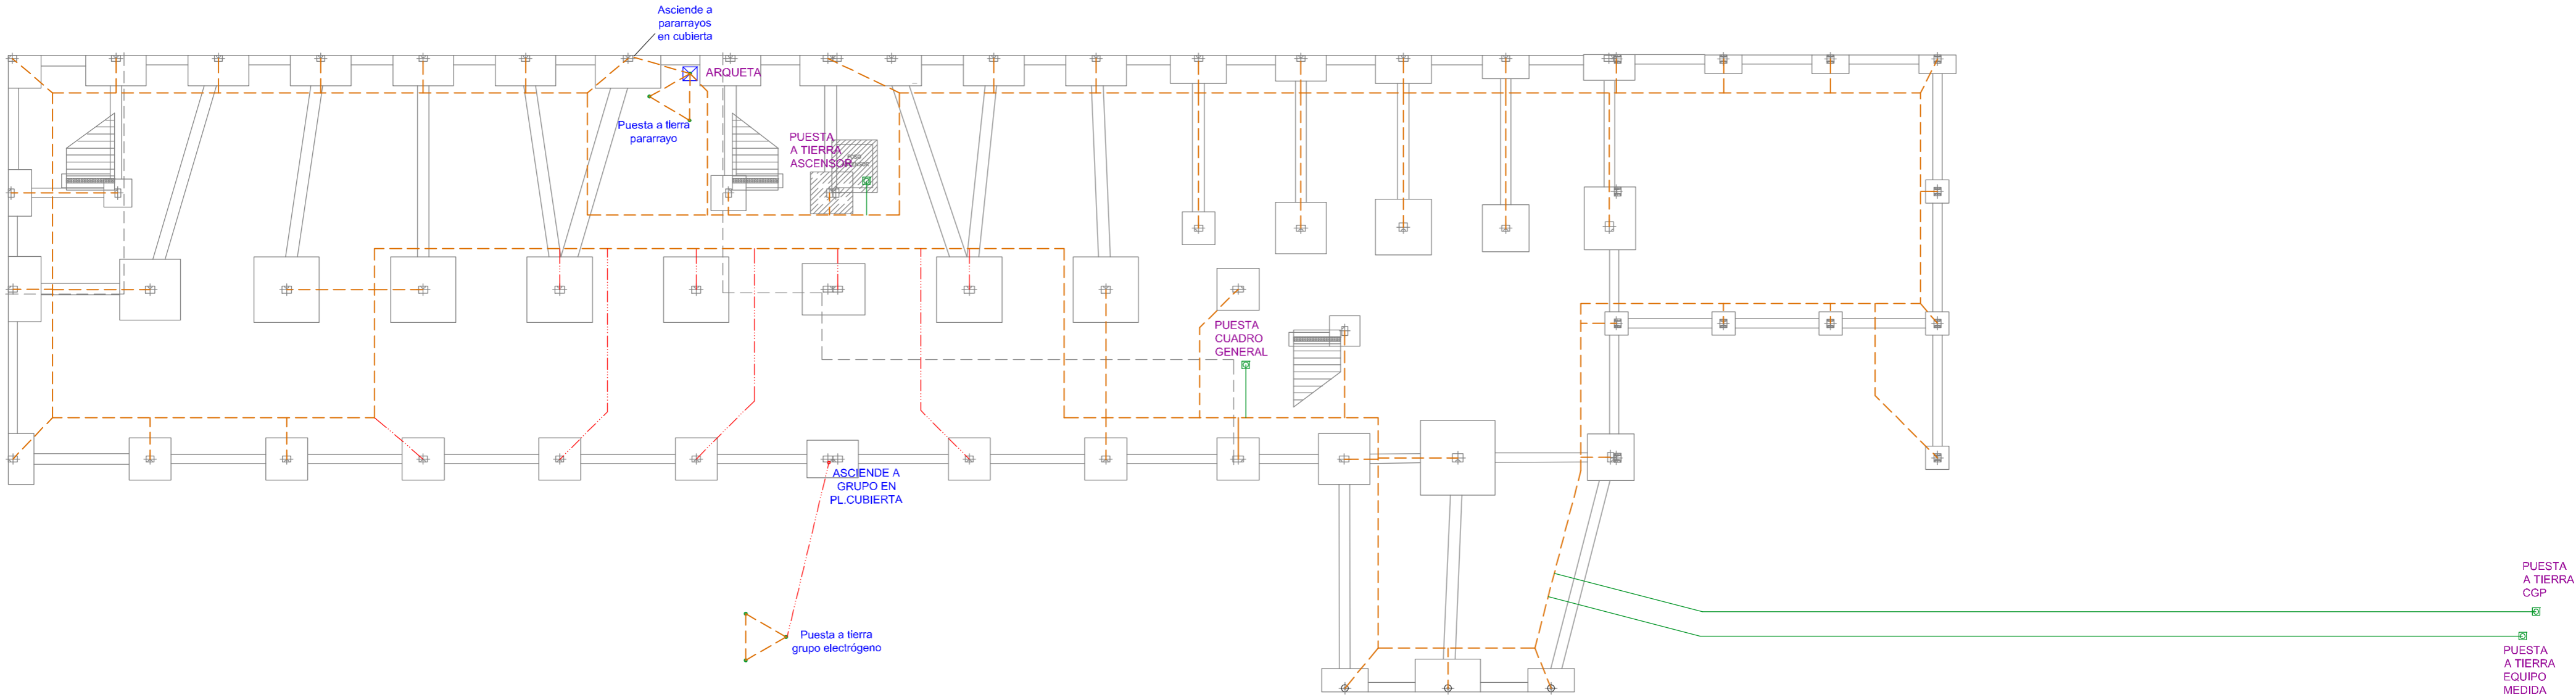 Asciende a
pararrayos
en cubierta
ARQUETA
Puesta a tierra
pararrayo
PUESTA
A TIERRA
ASCENSOR
PUESTA
CUADRO
GENERAL
ASCIENDE A
GRUPO EN
PL.CUBIERTA
Puesta a tierra
grupo electrógeno
PUESTA
A TIERRA
CGP
PUESTA
A TIERRA
EQUIPO
MEDIDA